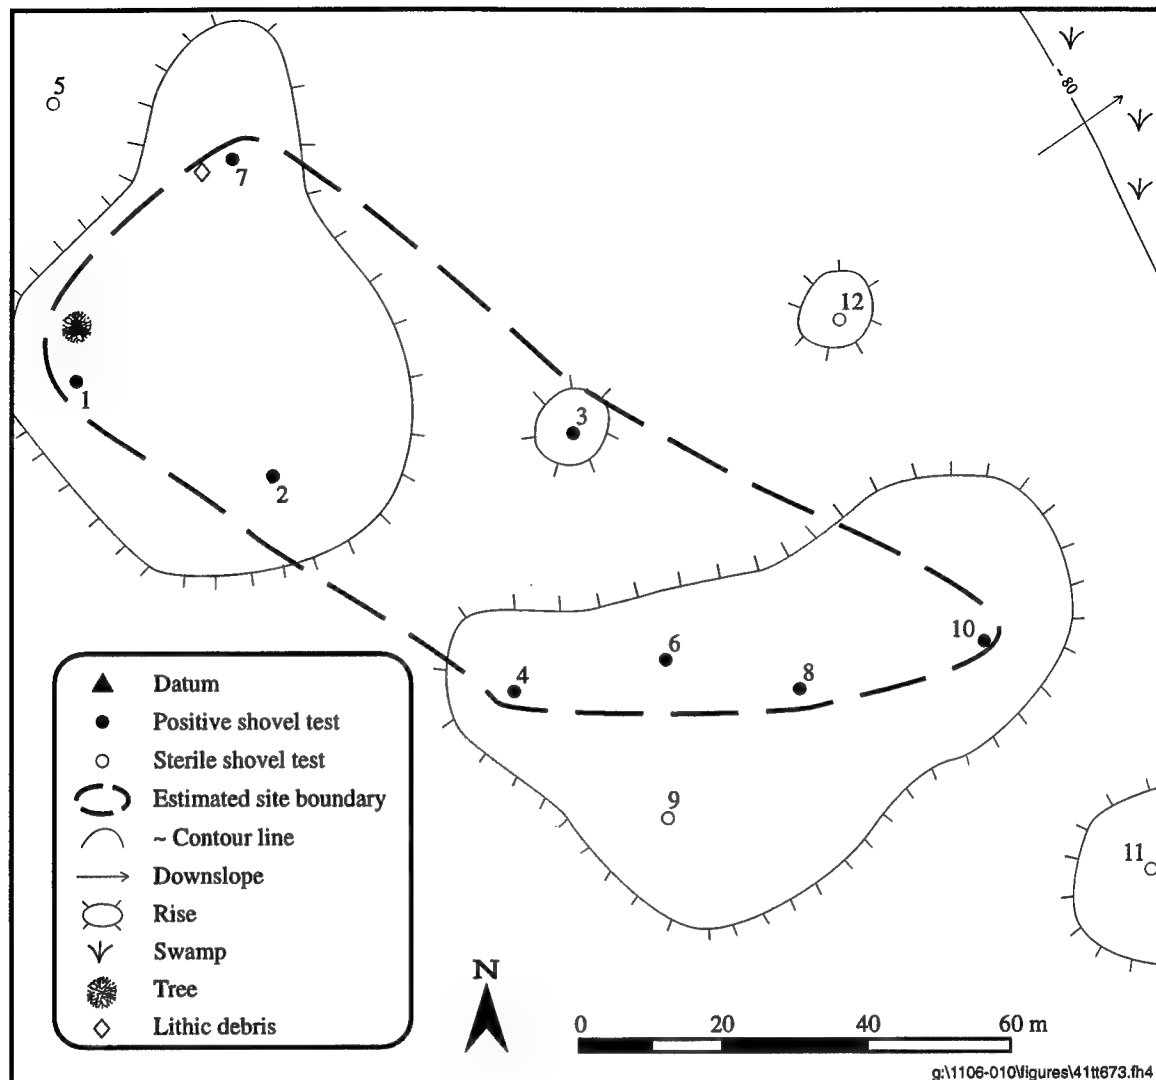 5
~ 80
7
12
1
3
2
10
6
4
8
9
11
Datum
Positive shovel test
Sterile shovel test
Estimated site boundary
~ Contour line
Downslope
Rise
Swamp
Tree
Lithic debris
N
0 20 40 60 m
g:\1106-010\figures\41tt673.fh4